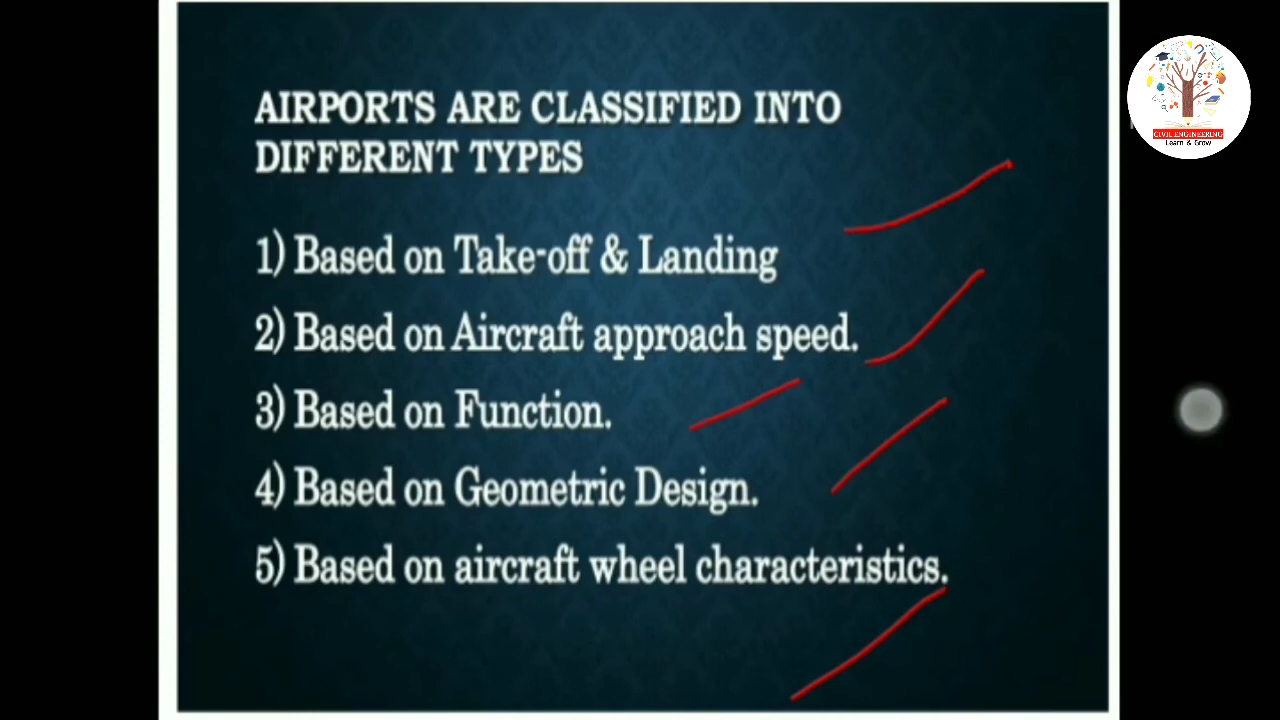 AIRPORTS ARE CLASSIFIED INTO
DIFFERENT TYPES
1) Based on Take-off & Landing
2) Based on Aircraft approach speed.
3) Based on Function.
4) Based on Geometric Design.
5) Based on aircraft wheel characteristics.
CIVIL ENGINEERING
Learn & Grow